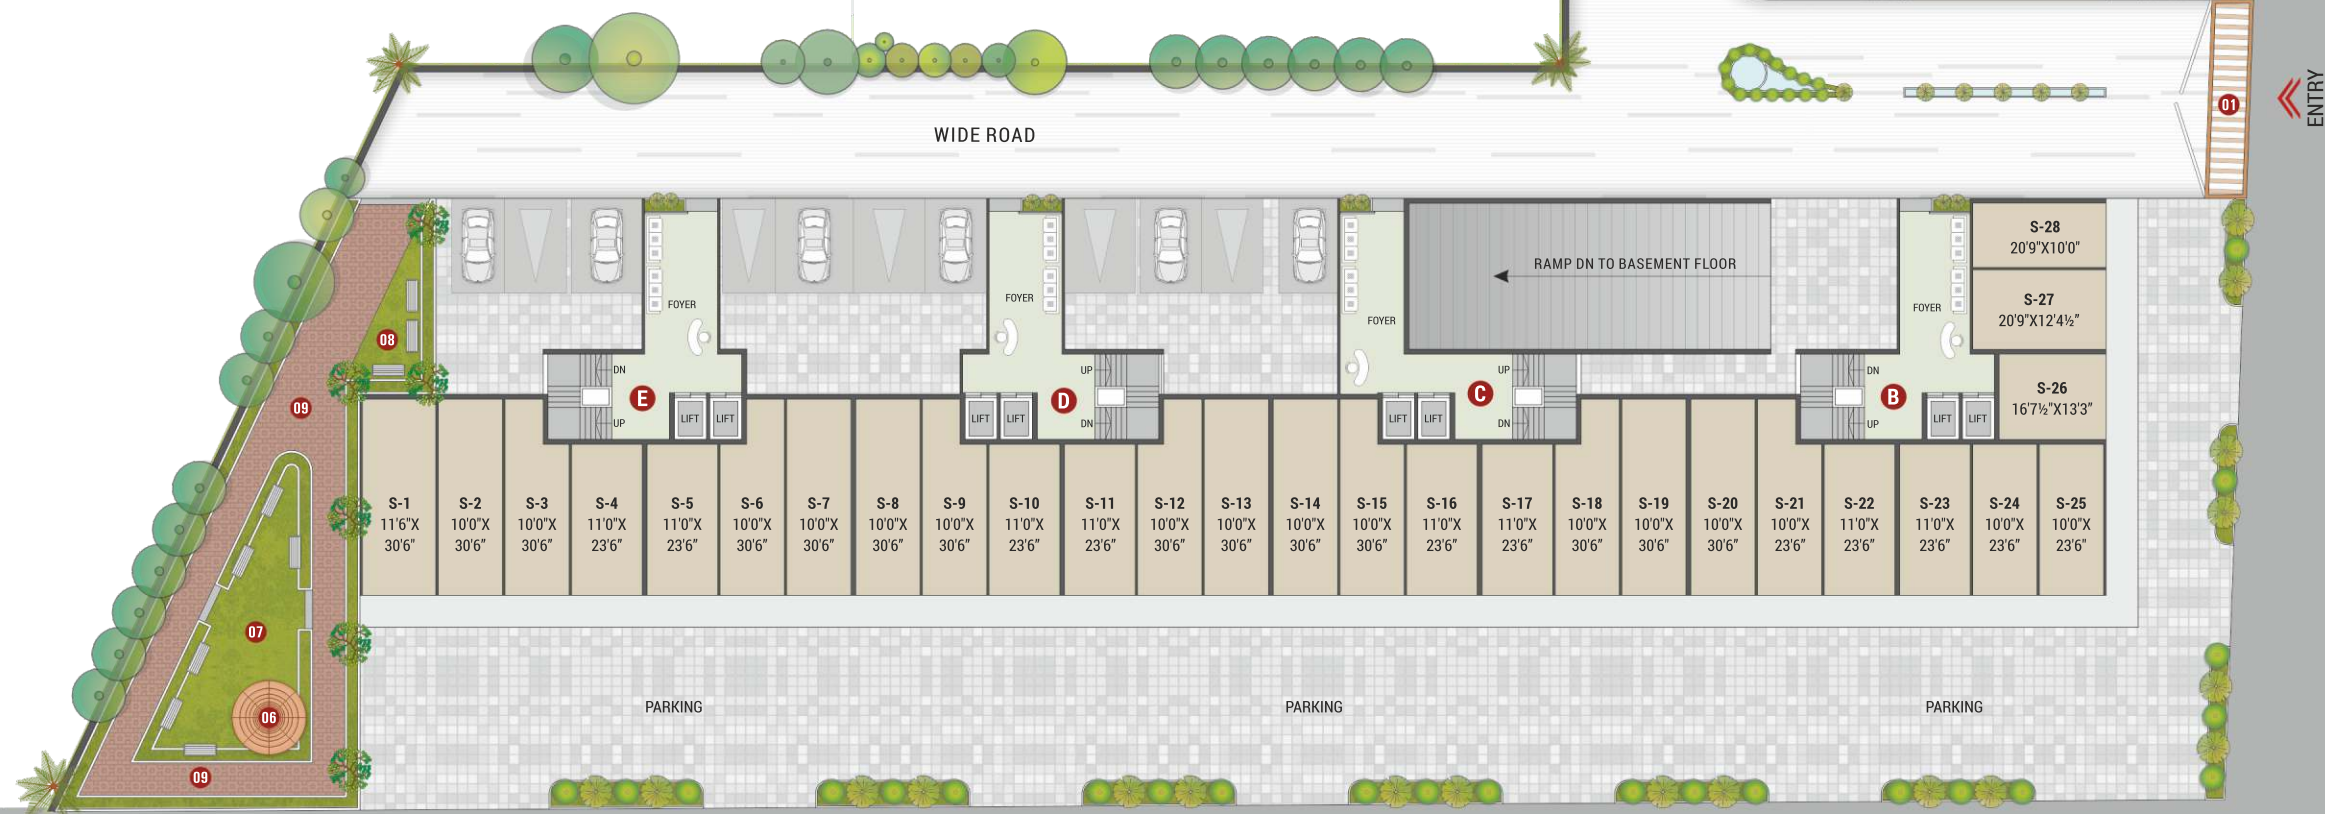 WIDE ROAD
01
ENTRY
S-28
20'9"X10'0"
RAMP DN TO BASEMENT FLOOR
S-27
20'9"X12'4½"
FOYER
FOYER
FOYER
FOYER
08
DN
UP
UP
DN
09
E
D
C
B
S-26
16'7½"X13'3"
LIFT
LIFT
LIFT
LIFT
LIFT
LIFT
LIFT
LIFT
UP
DN
DN
UP
S-1
11'6"X
30'6"
S-2
10'0"X
30'6"
S-3
10'0"X
30'6"
S-4
11'0"X
23'6"
S-5
11'0"X
23'6"
S-6
10'0"X
30'6"
S-7
10'0"X
30'6"
S-8
10'0"X
30'6"
S-9
10'0"X
30'6"
S-10
11'0"X
23'6"
S-11
11'0"X
23'6"
S-12
10'0"X
30'6"
S-13
10'0"X
30'6"
S-14
10'0"X
30'6"
S-15
10'0"X
30'6"
S-16
11'0"X
23'6"
S-17
11'0"X
23'6"
S-18
10'0"X
30'6"
S-19
10'0"X
30'6"
S-20
10'0"X
30'6"
S-21
10'0"X
23'6"
S-22
11'0"X
23'6"
S-23
11'0"X
23'6"
S-24
10'0"X
23'6"
S-25
10'0"X
23'6"
07
06
09
PARKING
PARKING
PARKING